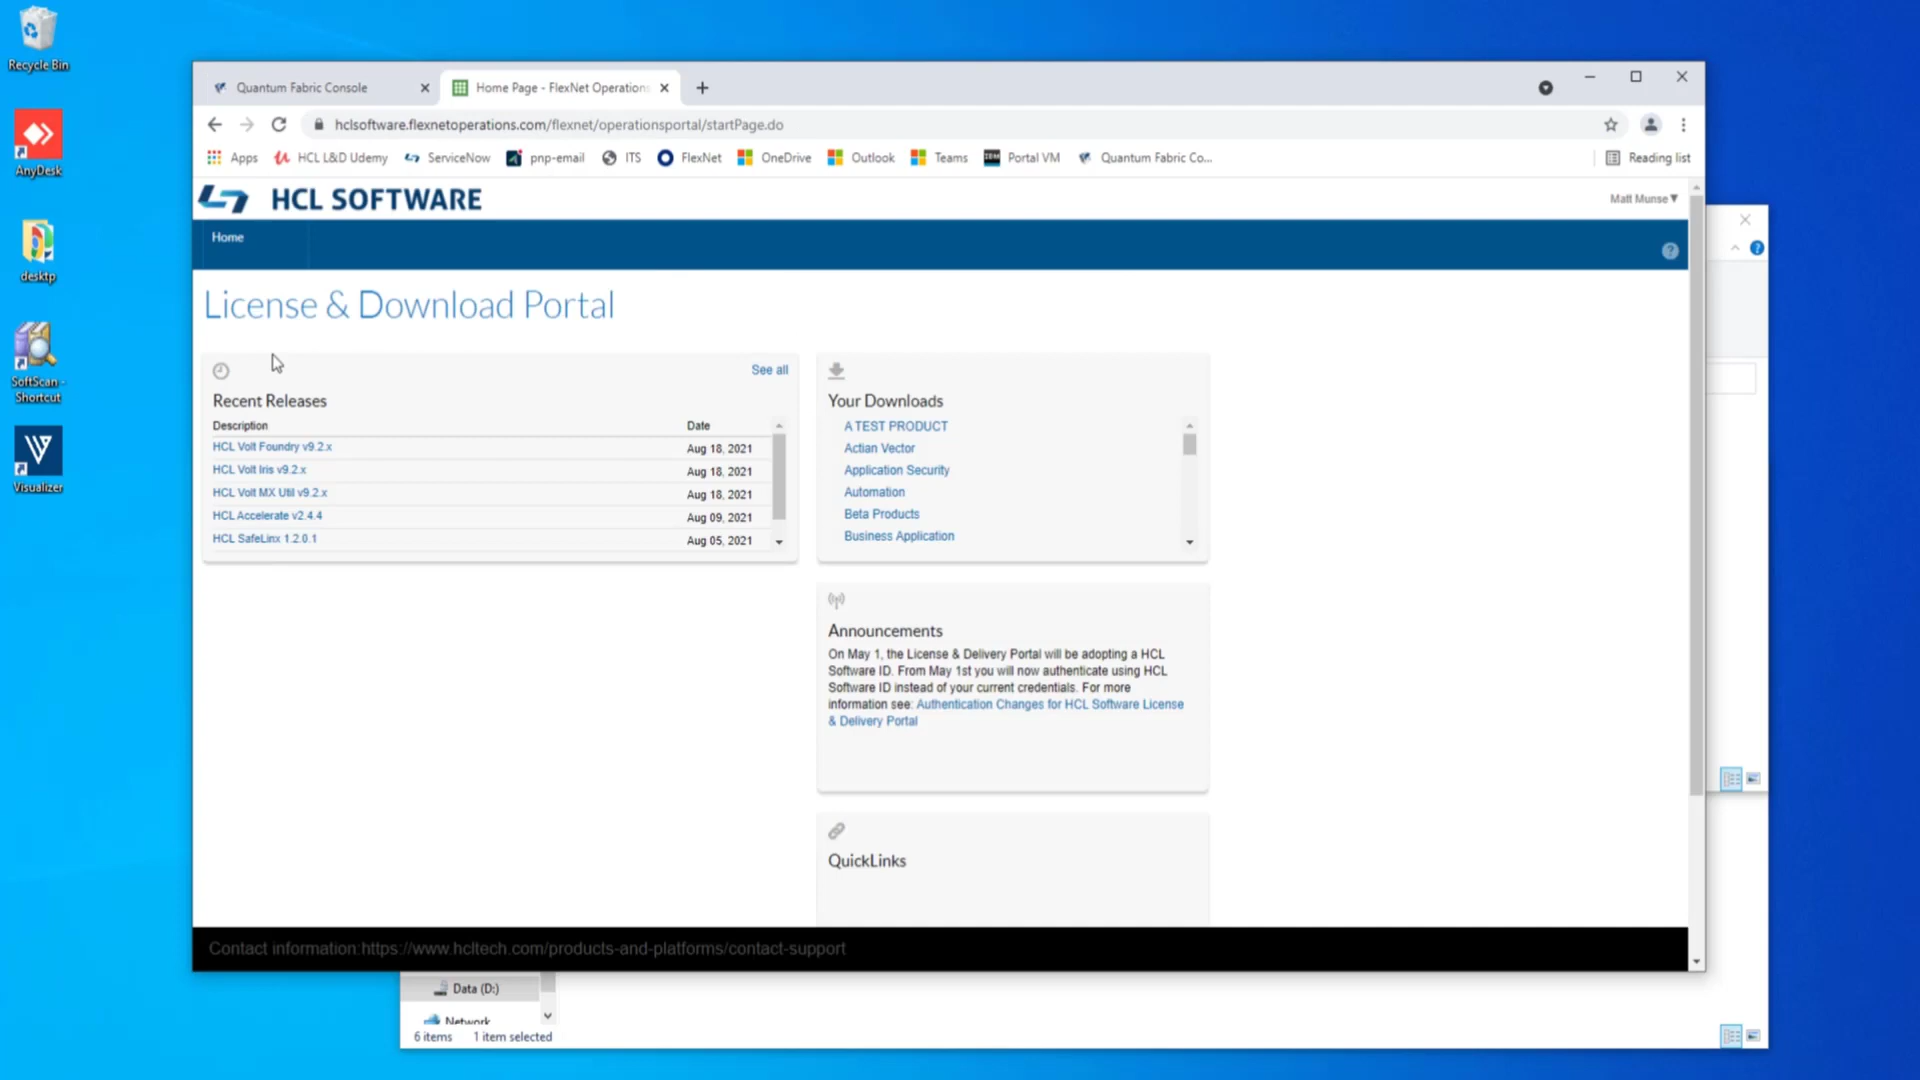 Recycle Bin
AnyDesk
desktp
SoftScan -
Shortcut
Visualizer
Quantum Fabric Console
Home Page - FlexNet Operations
hclsoftware.flexnetoperations.com/flexnet/operationsportal/startPage.do
Apps
HCL L&D Udemy
ServiceNow
pnp-email
ITS
FlexNet
OneDrive
Outlook
Teams
Portal VM
Quantum Fabric Co...
Reading list
HCL SOFTWARE
Matt Munse▼
Home
License & Download Portal
See all
Recent Releases
Description Date
HCL Volt Foundry v9.2.x Aug 18, 2021
HCL Volt Iris v9.2.x Aug 18, 2021
HCL Volt MX Util v9.2.x Aug 18, 2021
HCL Accelerate v2.4.4 Aug 09, 2021
HCL SafeLinx 1.2.0.1 Aug 05, 2021
Your Downloads
A TEST PRODUCT
Actian Vector
Application Security
Automation
Beta Products
Business Application
Announcements
On May 1, the License & Delivery Portal will be adopting a HCL
Software ID. From May 1st you will now authenticate using HCL
Software ID instead of your current credentials. For more
information see: Authentication Changes for HCL Software License
& Delivery Portal
QuickLinks
Contact information:https://www.hcltech.com/products-and-platforms/contact-support
Data (D:)
Network
6 items 1 item selected